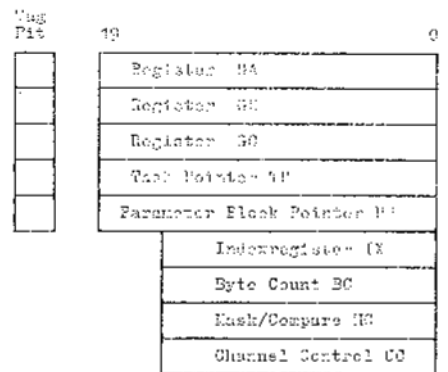 Tag
Bit 19 0
Register GA
Register GB
Register GC
Task Pointer TP
Parameter Block Pointer PP
Indexregister IX
Byte Count BC
Mask/Compare MC
Channel Control CC